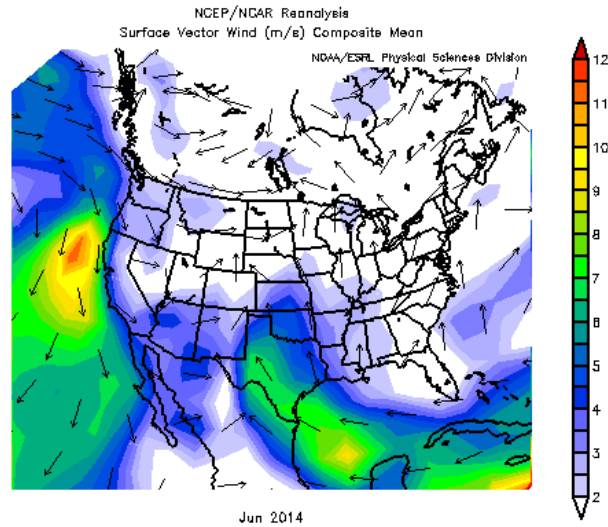 NCEP/NCAR Reanalysis
Surface Vector Wind (m/s) Composite Mean
NOAA/ESRL Physical Sciences Division
12
11
10
9
8
7
6
5
4
3
2
Jun 2014